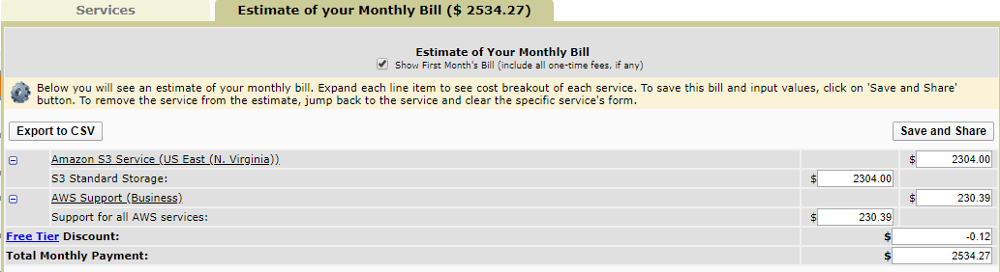 Services
Estimate of your Monthly Bill ($ 2534.27)
Estimate of Your Monthly Bill
Show First Month's Bill (include all one-time fees, if any)
Below you will see an estimate of your monthly bill. Expand each line item to see cost breakout of each service. To save this bill and input values, click on 'Save and Share'
button. To remove the service from the estimate, jump back to the service and clear the specific service's form.
Export to CSV
Save and Share
Amazon S3 Service (US East (N. Virginia)) $ 2304.00
S3 Standard Storage: $ 2304.00
AWS Support (Business) $ 230.39
Support for all AWS services: $ 230.39
Free Tier Discount: $ -0.12
Total Monthly Payment: $ 2534.27